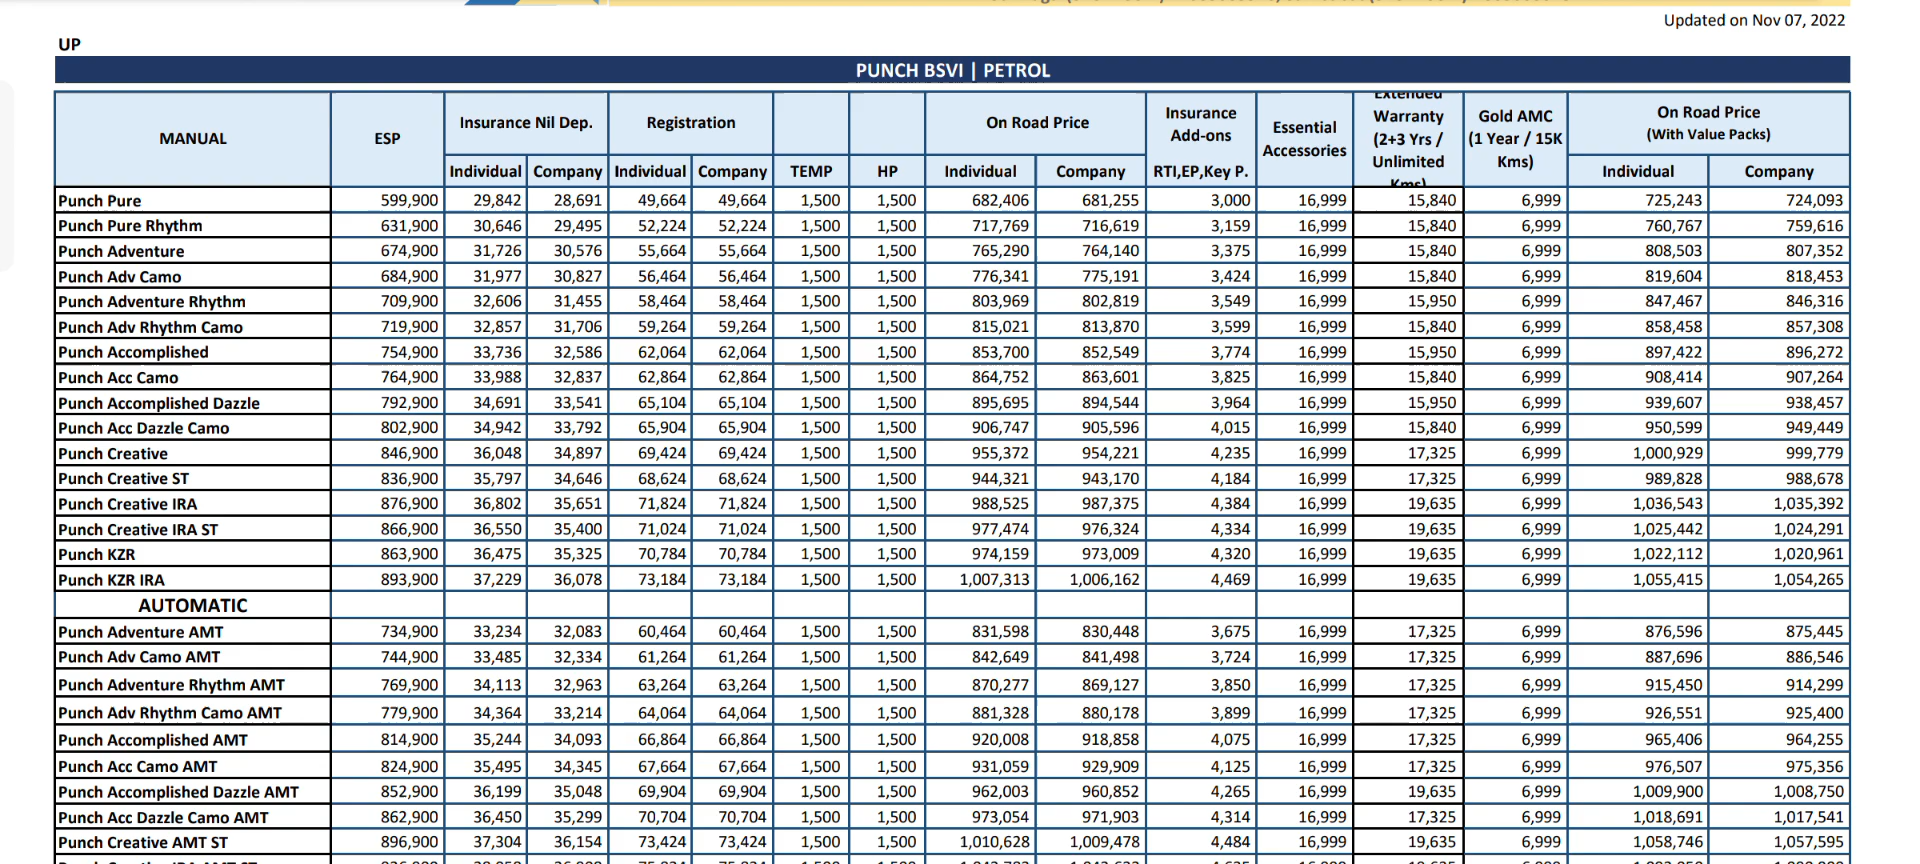 Updated on Nov 07, 2022
UP
PUNCH BSVI | PETROL
MANUAL ESP Insurance Nil Dep. Registration On Road Price Insurance Add-ons Essential Accessories Extended Warranty (2+3 Yrs / Unlimited Kms) Gold AMC (1 Year / 15K Kms) On Road Price (With Value Packs)
Individual Company Individual Company TEMP HP Individual Company RTI,EP,Key P. Individual Company
Punch Pure 599,900 29,842 28,691 49,664 49,664 1,500 1,500 682,406 681,255 3,000 16,999 15,840 6,999 725,243 724,093
Punch Pure Rhythm 631,900 30,646 29,495 52,224 52,224 1,500 1,500 717,769 716,619 3,159 16,999 15,840 6,999 760,767 759,616
Punch Adventure 674,900 31,726 30,576 55,664 55,664 1,500 1,500 765,290 764,140 3,375 16,999 15,840 6,999 808,503 807,352
Punch Adv Camo 684,900 31,977 30,827 56,464 56,464 1,500 1,500 776,341 775,191 3,424 16,999 15,840 6,999 819,604 818,453
Punch Adventure Rhythm 709,900 32,606 31,455 58,464 58,464 1,500 1,500 803,969 802,819 3,549 16,999 15,950 6,999 847,467 846,316
Punch Adv Rhythm Camo 719,900 32,857 31,706 59,264 59,264 1,500 1,500 815,021 813,870 3,599 16,999 15,840 6,999 858,458 857,308
Punch Accomplished 754,900 33,736 32,586 62,064 62,064 1,500 1,500 853,700 852,549 3,774 16,999 15,950 6,999 897,422 896,272
Punch Acc Camo 764,900 33,988 32,837 62,864 62,864 1,500 1,500 864,752 863,601 3,825 16,999 15,840 6,999 908,414 907,264
Punch Accomplished Dazzle 792,900 34,691 33,541 65,104 65,104 1,500 1,500 895,695 894,544 3,964 16,999 15,950 6,999 939,607 938,457
Punch Acc Dazzle Camo 802,900 34,942 33,792 65,904 65,904 1,500 1,500 906,747 905,596 4,015 16,999 15,840 6,999 950,599 949,449
Punch Creative 846,900 36,048 34,897 69,424 69,424 1,500 1,500 955,372 954,221 4,235 16,999 17,325 6,999 1,000,929 999,779
Punch Creative ST 836,900 35,797 34,646 68,624 68,624 1,500 1,500 944,321 943,170 4,184 16,999 17,325 6,999 989,828 988,678
Punch Creative IRA 876,900 36,802 35,651 71,824 71,824 1,500 1,500 988,525 987,375 4,384 16,999 19,635 6,999 1,036,543 1,035,392
Punch Creative IRA ST 866,900 36,550 35,400 71,024 71,024 1,500 1,500 977,474 976,324 4,334 16,999 19,635 6,999 1,025,442 1,024,291
Punch KZR 863,900 36,475 35,325 70,784 70,784 1,500 1,500 974,159 973,009 4,320 16,999 19,635 6,999 1,022,112 1,020,961
Punch KZR IRA 893,900 37,229 36,078 73,184 73,184 1,500 1,500 1,007,313 1,006,162 4,469 16,999 19,635 6,999 1,055,415 1,054,265
AUTOMATIC
Punch Adventure AMT 734,900 33,234 32,083 60,464 60,464 1,500 1,500 831,598 830,448 3,675 16,999 17,325 6,999 876,596 875,445
Punch Adv Camo AMT 744,900 33,485 32,334 61,264 61,264 1,500 1,500 842,649 841,498 3,724 16,999 17,325 6,999 887,696 886,546
Punch Adventure Rhythm AMT 769,900 34,113 32,963 63,264 63,264 1,500 1,500 870,277 869,127 3,850 16,999 17,325 6,999 915,450 914,299
Punch Adv Rhythm Camo AMT 779,900 34,364 33,214 64,064 64,064 1,500 1,500 881,328 880,178 3,899 16,999 17,325 6,999 926,551 925,400
Punch Accomplished AMT 814,900 35,244 34,093 66,864 66,864 1,500 1,500 920,008 918,858 4,075 16,999 17,325 6,999 965,406 964,255
Punch Acc Camo AMT 824,900 35,495 34,345 67,664 67,664 1,500 1,500 931,059 929,909 4,125 16,999 17,325 6,999 976,507 975,356
Punch Accomplished Dazzle AMT 852,900 36,199 35,048 69,904 69,904 1,500 1,500 962,003 960,852 4,265 16,999 19,635 6,999 1,009,900 1,008,750
Punch Acc Dazzle Camo AMT 862,900 36,450 35,299 70,704 70,704 1,500 1,500 973,054 971,903 4,314 16,999 17,325 6,999 1,018,691 1,017,541
Punch Creative AMT ST 896,900 37,304 36,154 73,424 73,424 1,500 1,500 1,010,628 1,009,478 4,484 16,999 19,635 6,999 1,058,746 1,057,595